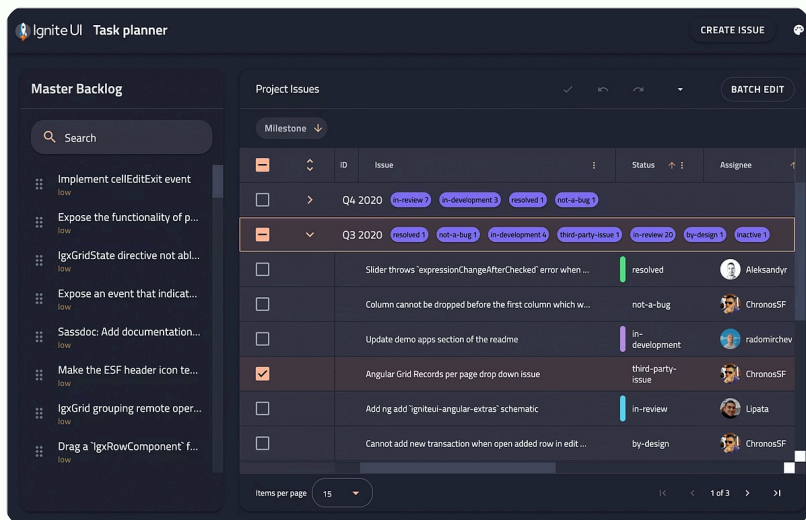 Ignite UI Task planner
CREATE ISSUE
Master Backlog
Search
Implement cellEditExit event
low
Expose the functionality of p...
low
IgxGridState directive not abl...
low
Expose an event that indicat...
low
Sassdoc: Add documentation...
low
Make the ESF header icon te...
low
IgxGrid grouping remote oper...
low
Drag a `IgxRowComponent` f...
low
Project Issues
BATCH EDIT
Milestone
ID Issue Status Assignee
Q4 2020 in-review 7 in-development 3 resolved 1 not-a-bug 1
Q3 2020 resolved 1 not-a-bug 1 in-development 4 third-party-issue 1 in-review 20 by-design 1 inactive 1
Slider throws `expressionChangeAfterChecked` error when ... resolved Aleksandyr
Column cannot be dropped before the first column which w... not-a-bug ChronosSF
Update demo apps section of the readme in-
development radomirchev
Angular Grid Records per page drop down issue third-party-
issue ChronosSF
Add ng add `igniteui-angular-extras` schematic in-review Lipata
Cannot add new transaction when open added row in edit ... by-design ChronosSF
Items per page 15 1 of 3